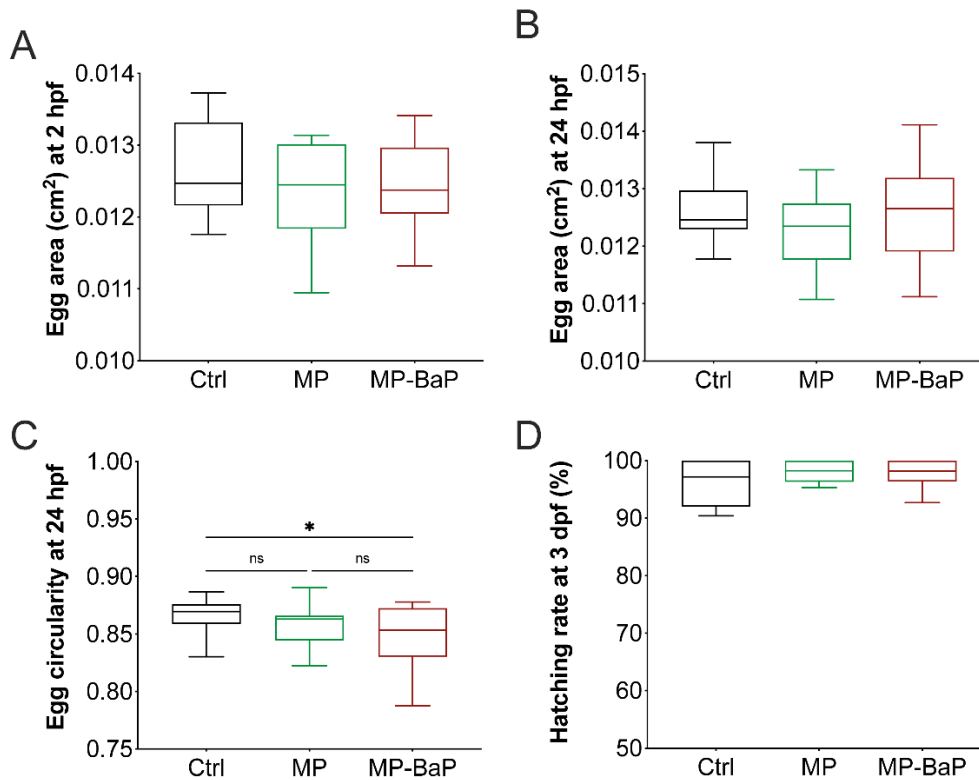 A
Egg area (cm²) at 2 hpf
0.014
0.013
0.012
0.011
0.010
Ctrl MP MP-BaP
B
Egg area (cm²) at 24 hpf
0.015
0.014
0.013
0.012
0.011
0.010
Ctrl MP MP-BaP
C
Egg circularity at 24 hpf
1.00
0.95
0.90
0.85
0.80
0.75
*
ns ns
Ctrl MP MP-BaP
D
Hatching rate at 3 dpf (%)
100
90
80
70
60
50
Ctrl MP MP-BaP